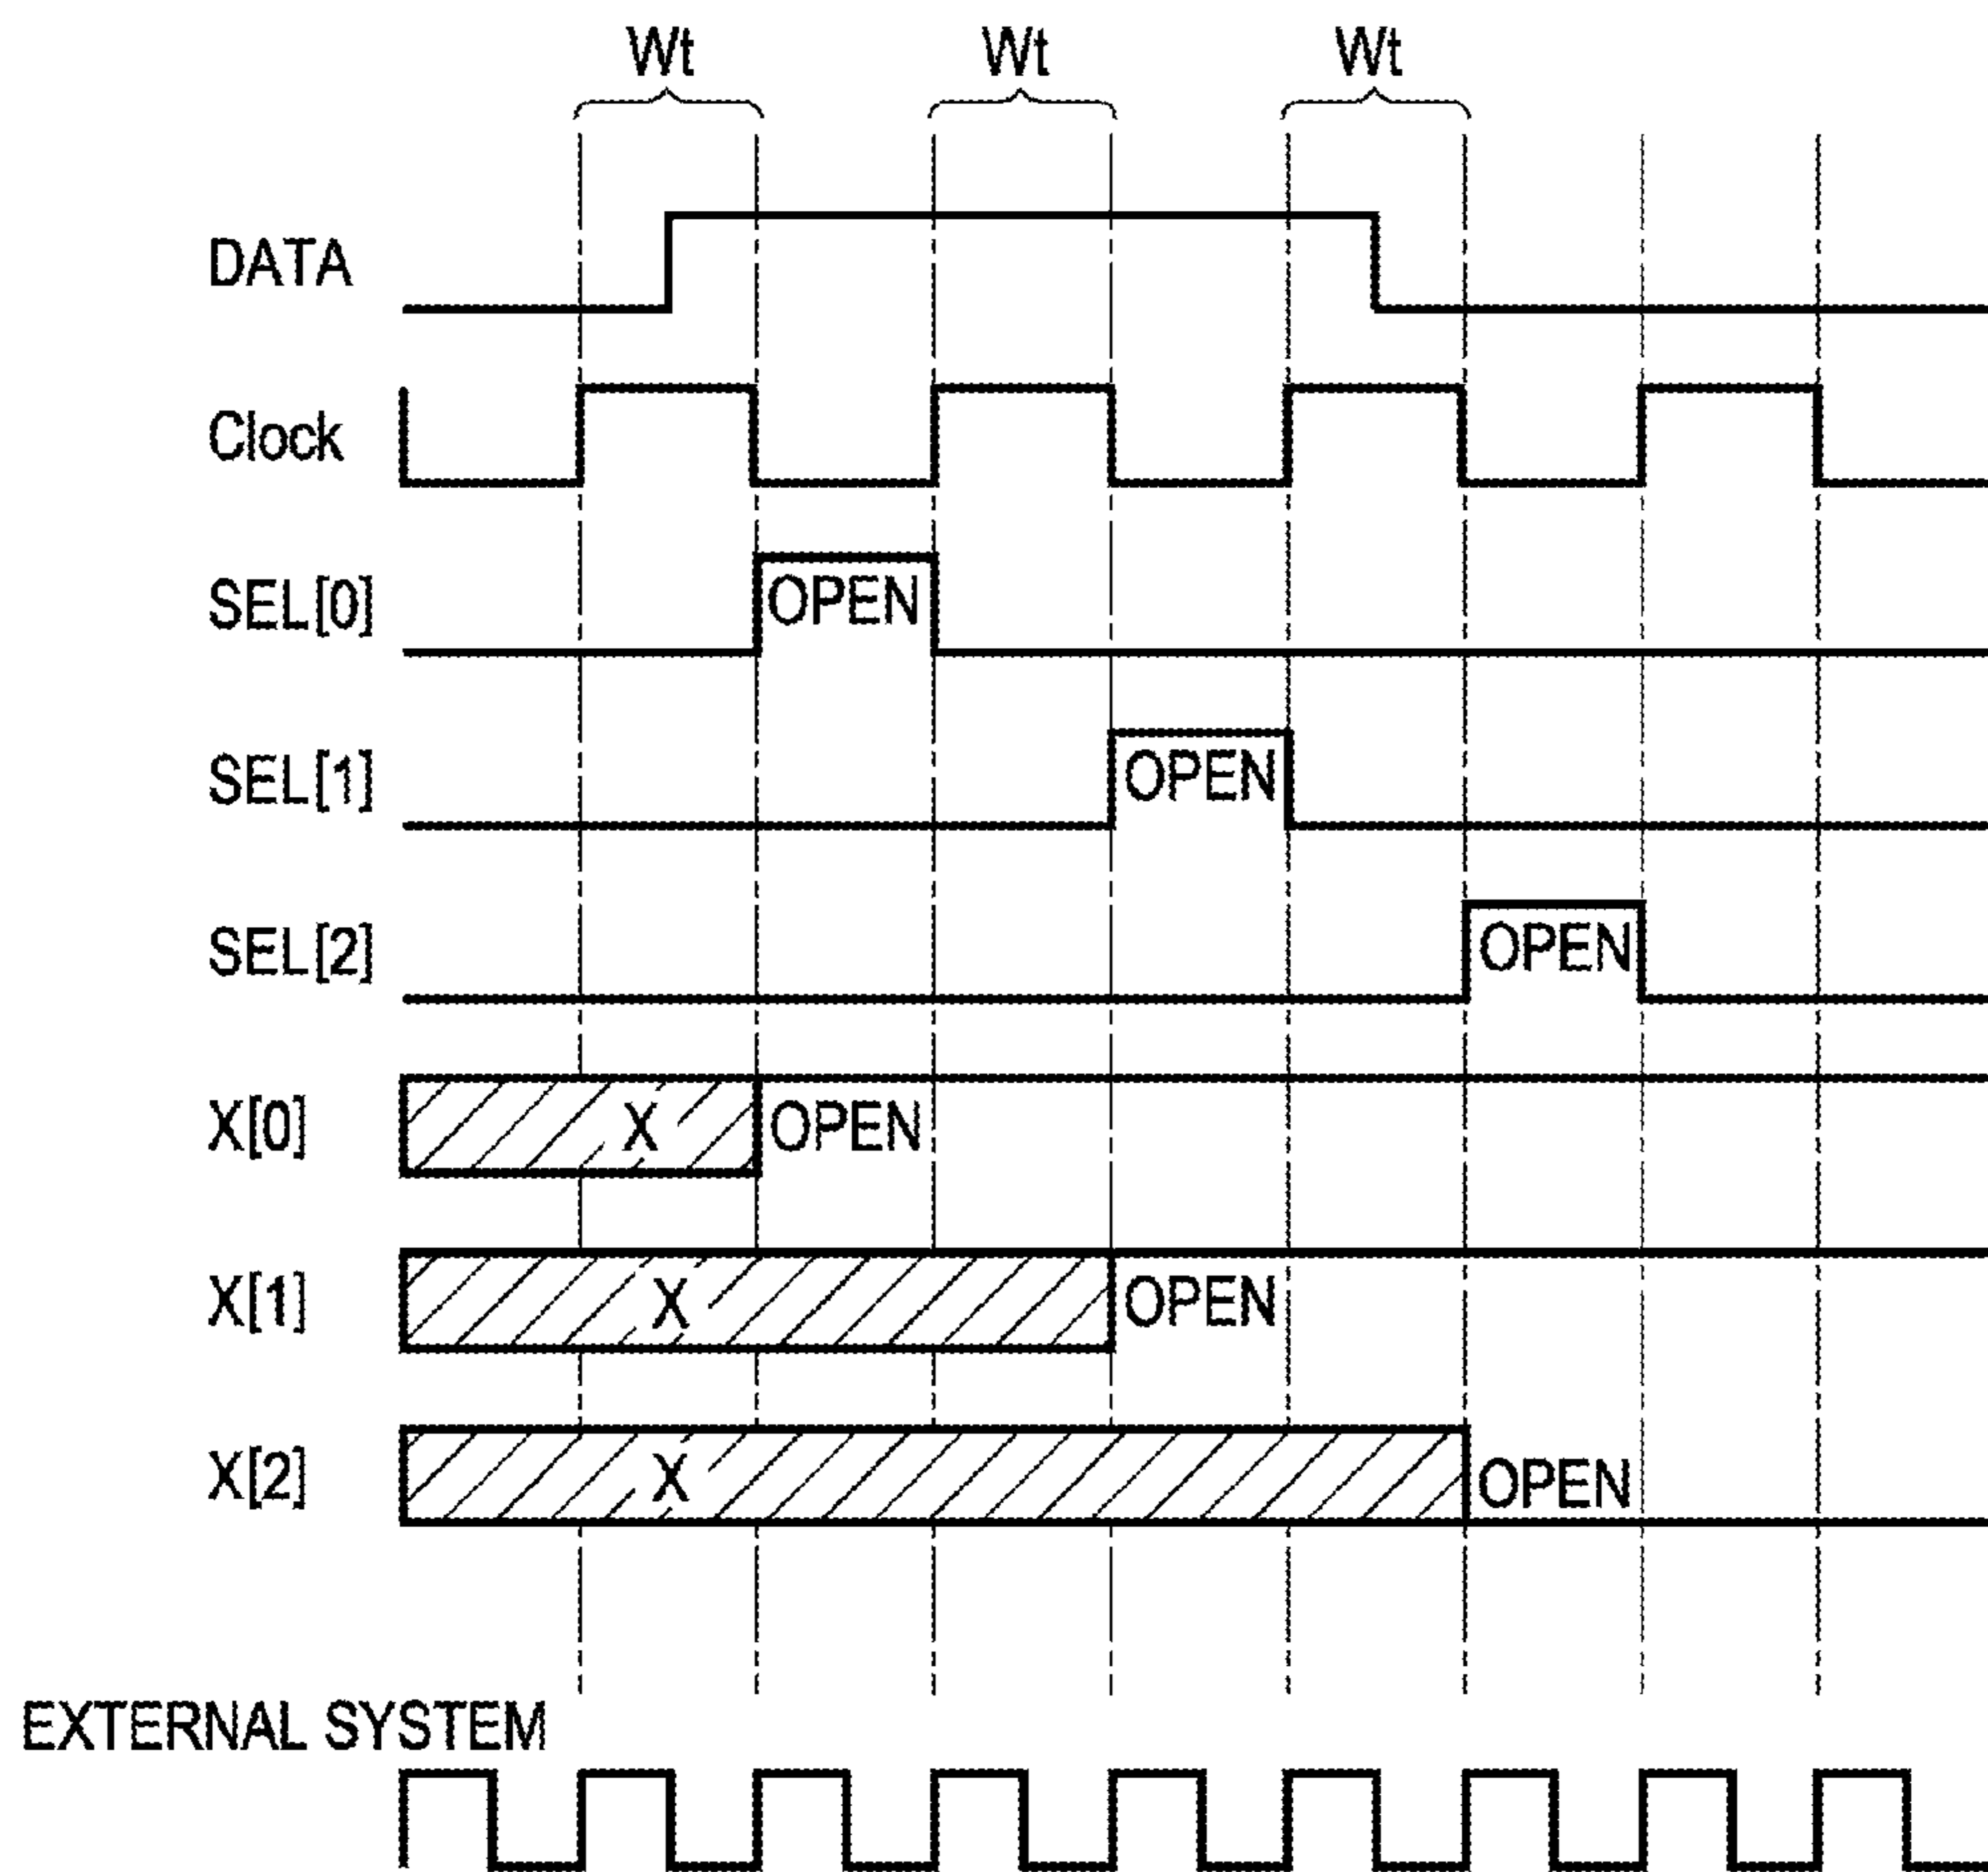 Wt Wt Wt
DATA
Clock
SEL[0] OPEN
SEL[1] OPEN
SEL[2] OPEN
X[0] X OPEN
X[1] X OPEN
X[2] X OPEN
EXTERNAL SYSTEM